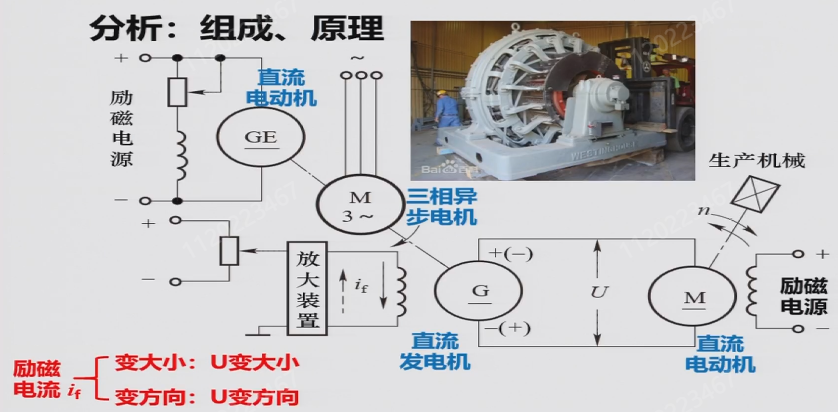 分析：组成、原理
+
~
直流
电动机
励磁电源
GE
−
M
3~
三相异
步电机
生产机械
n
+
−
放大装置
i_f
+(−)
G
−(+)
U
M
+
励磁
电源
−
直流
发电机
直流
电动机
励磁
电流 i_f
变大小：U变大小
变方向：U变方向
Bai
WESTINGHOUSE